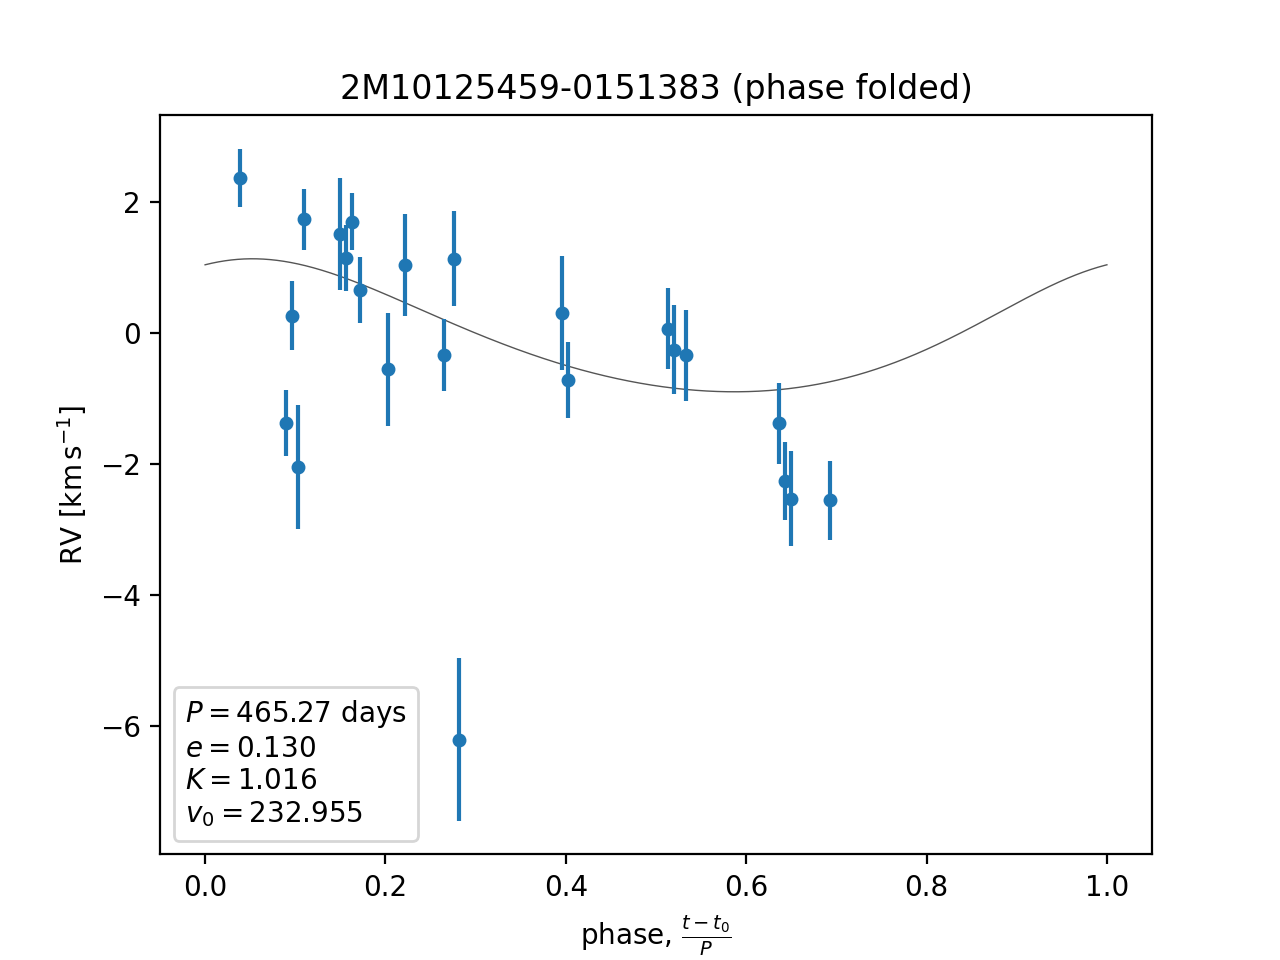 2M10125459-0151383 (phase folded)
RV [km s⁻¹]
2
0
−2
−4
−6
P = 465.27 days
e = 0.130
K = 1.016
v₀ = 232.955
0.0 0.2 0.4 0.6 0.8 1.0
phase, (t − t₀)/P